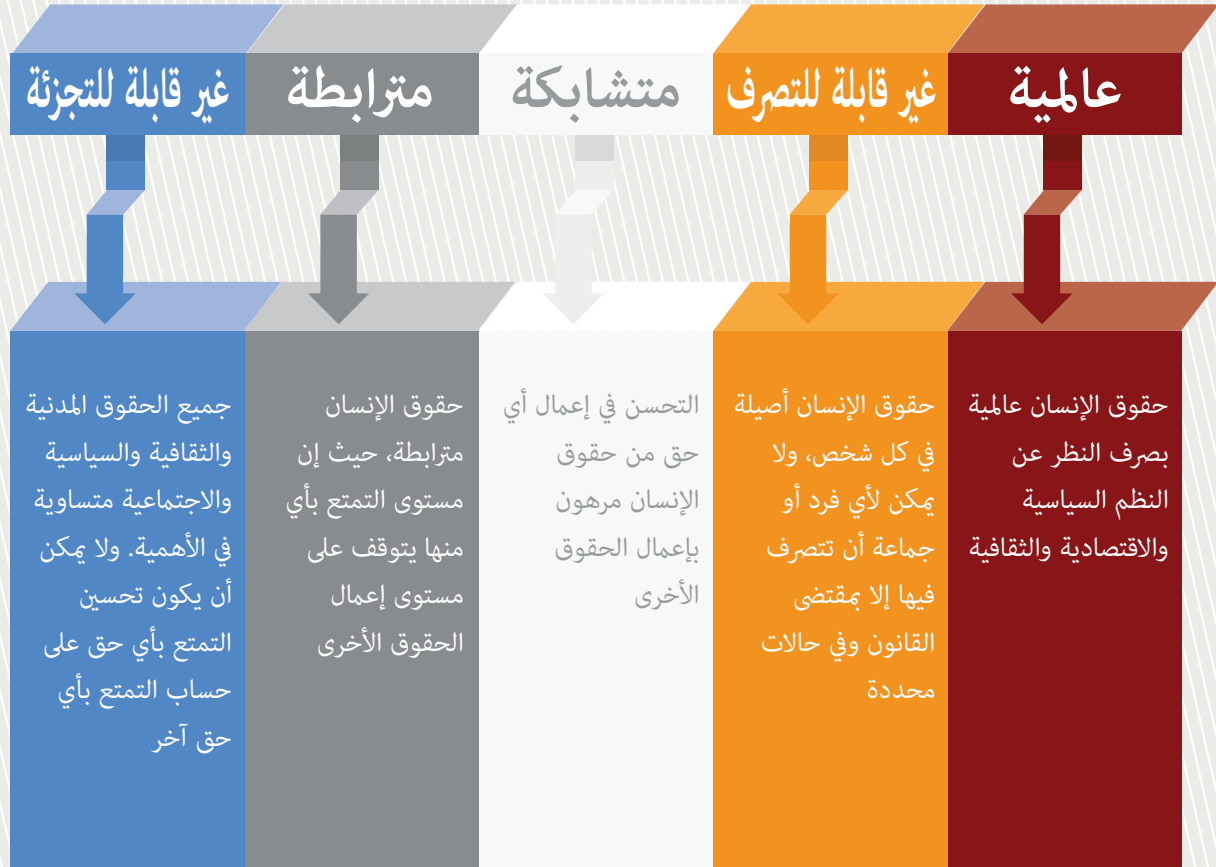 عالمية
غير قابلة للتصرف
متشابكة
مترابطة
غير قابلة للتجزئة
حقوق الإنسان عالمية
بصرف النظر عن
النظم السياسية
والاقتصادية والثقافية
حقوق الإنسان أصيلة
في كل شخص، ولا
يمكن لأي فرد أو
جماعة أن تتصرف
فيها إلا بمقتضى
القانون وفي حالات
محددة
التحسن في إعمال أي
حق من حقوق
الإنسان مرهون
بإعمال الحقوق
الأخرى
حقوق الإنسان
مترابطة، حيث إن
مستوى التمتع بأي
منها يتوقف على
مستوى إعمال
الحقوق الأخرى
جميع الحقوق المدنية
والثقافية والسياسية
والاجتماعية متساوية
في الأهمية. ولا يمكن
أن يكون تحسين
التمتع بأي حق على
حساب التمتع بأي
حق آخر